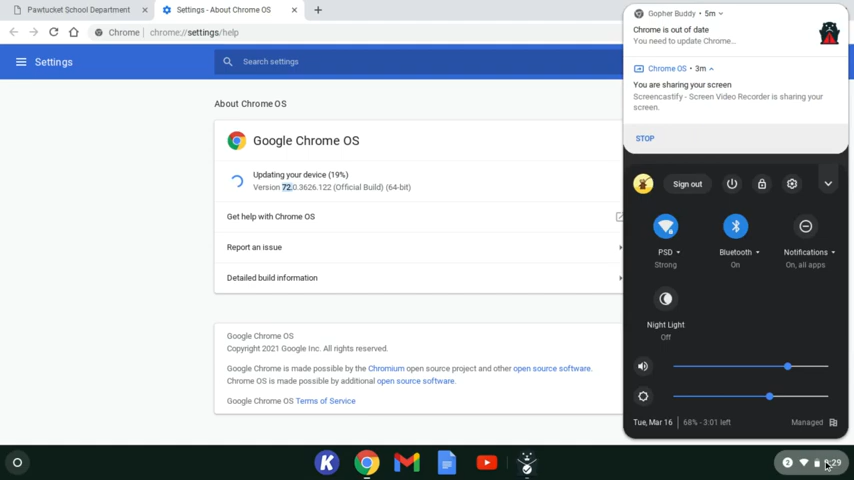 Pawtucket School Department
Settings - About Chrome OS
Chrome
chrome://settings/help
Settings
Search settings
About Chrome OS
Google Chrome OS
Updating your device (19%)
Version 72.0.3626.122 (Official Build) (64-bit)
Get help with Chrome OS
Report an issue
Detailed build information
Google Chrome OS
Copyright 2021 Google Inc. All rights reserved.
Google Chrome OS is made possible by the Chromium open source project and other open source software.
Chrome OS is made possible by additional open source software.
Google Chrome OS Terms of Service
Gopher Buddy • 5m
Chrome is out of date
You need to update Chrome...
Chrome OS • 3m
You are sharing your screen
Screencastify - Screen Video Recorder is sharing your
screen.
STOP
Sign out
PSD
Strong
Bluetooth
On
Notifications
On, all apps
Night Light
Off
Tue, Mar 16
68% - 3:01 left
Managed
K
2
:29